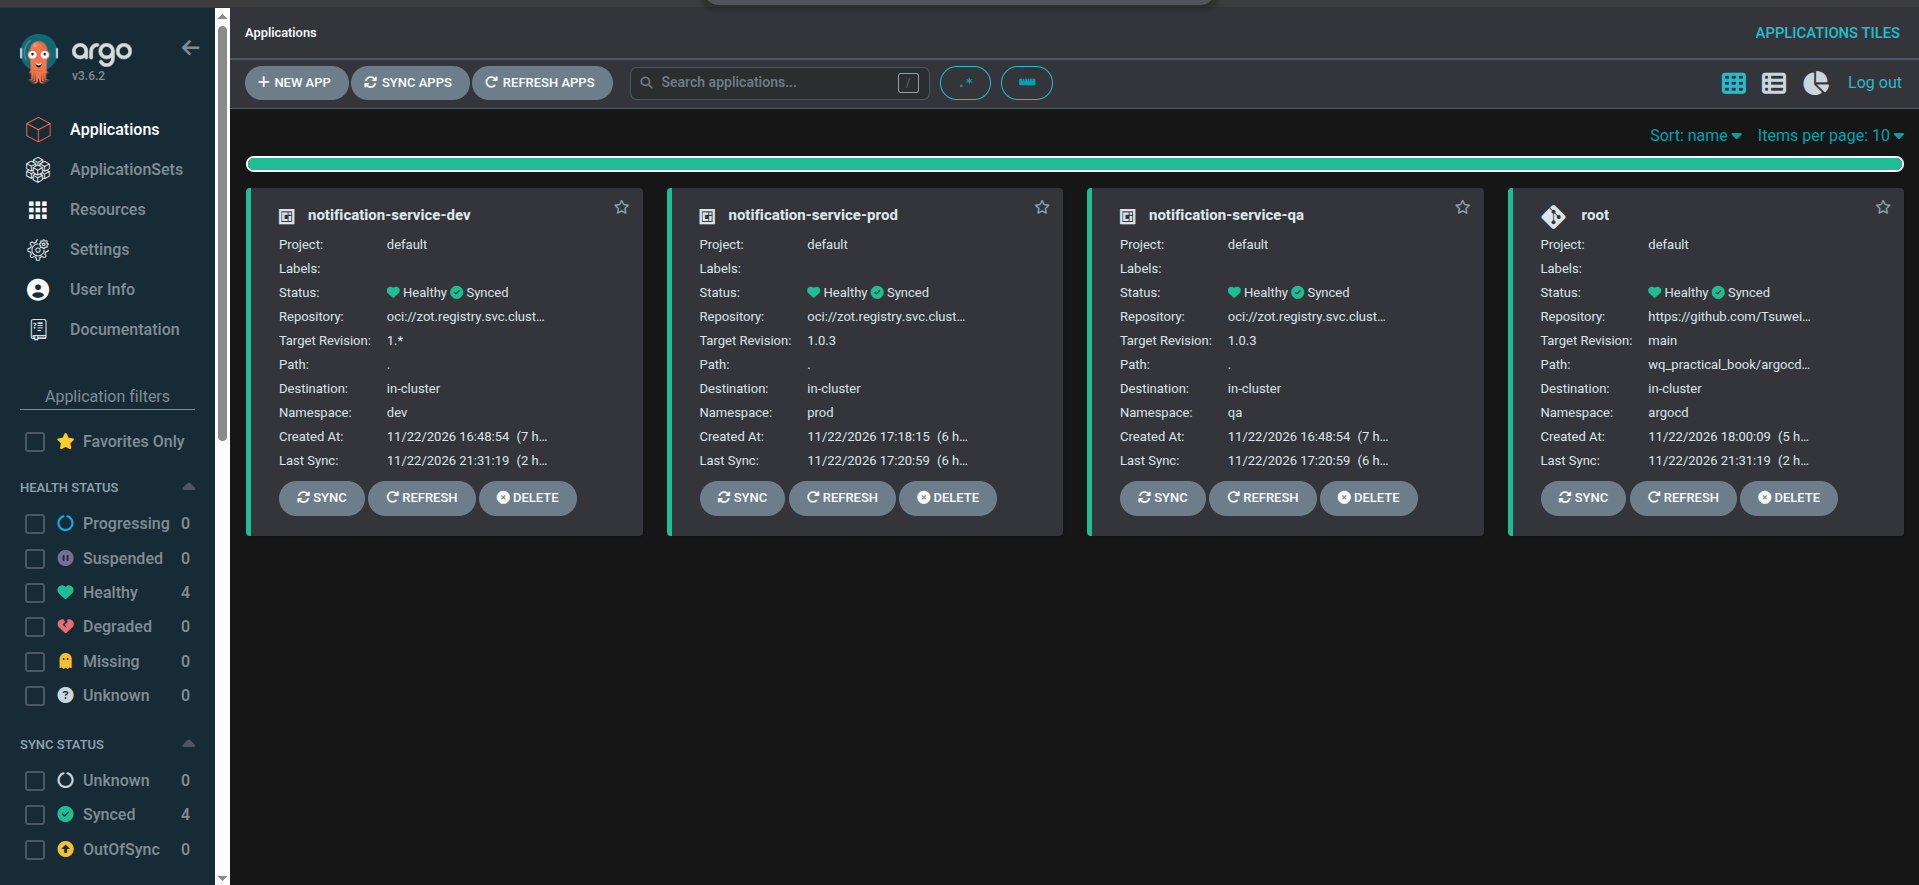 argo
v3.6.2
Applications
ApplicationSets
Resources
Settings
User Info
Documentation
Application filters
Favorites Only
HEALTH STATUS
Progressing 0
Suspended 0
Healthy 4
Degraded 0
Missing 0
? Unknown 0
SYNC STATUS
Unknown 0
Synced 4
OutOfSync 0
Applications
APPLICATIONS TILES
+ NEW APP SYNC APPS REFRESH APPS Search applications... / .* Log out
Sort: name Items per page: 10
notification-service-dev
Project: default
Labels:
Status: Healthy Synced
Repository: oci://zot.registry.svc.clust...
Target Revision: 1.*
Path: .
Destination: in-cluster
Namespace: dev
Created At: 11/22/2026 16:48:54 (7 h...
Last Sync: 11/22/2026 21:31:19 (2 h...
SYNC REFRESH DELETE
notification-service-prod
Project: default
Labels:
Status: Healthy Synced
Repository: oci://zot.registry.svc.clust...
Target Revision: 1.0.3
Path: .
Destination: in-cluster
Namespace: prod
Created At: 11/22/2026 17:18:15 (6 h...
Last Sync: 11/22/2026 17:20:59 (6 h...
SYNC REFRESH DELETE
notification-service-qa
Project: default
Labels:
Status: Healthy Synced
Repository: oci://zot.registry.svc.clust...
Target Revision: 1.0.3
Path: .
Destination: in-cluster
Namespace: qa
Created At: 11/22/2026 16:48:54 (7 h...
Last Sync: 11/22/2026 17:20:59 (6 h...
SYNC REFRESH DELETE
root
Project: default
Labels:
Status: Healthy Synced
Repository: https://github.com/Tsuwei...
Target Revision: main
Path: wq_practical_book/argocd...
Destination: in-cluster
Namespace: argocd
Created At: 11/22/2026 18:00:09 (5 h...
Last Sync: 11/22/2026 21:31:19 (2 h...
SYNC REFRESH DELETE